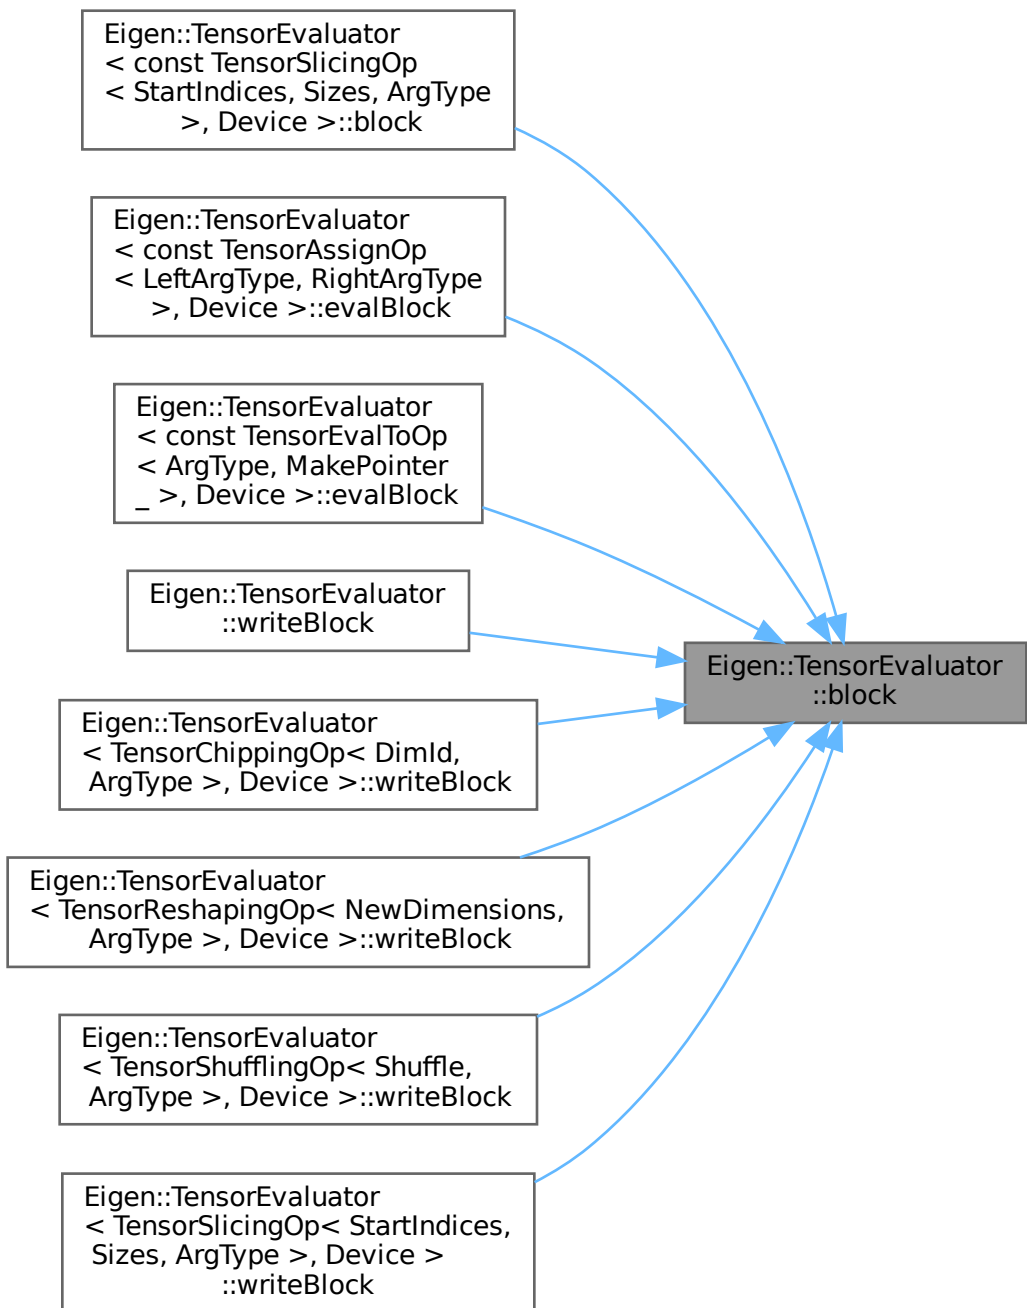 Eigen::TensorEvaluator
< const TensorSlicingOp
< StartIndices, Sizes, ArgType
>, Device >::block
Eigen::TensorEvaluator
< const TensorAssignOp
< LeftArgType, RightArgType
>, Device >::evalBlock
Eigen::TensorEvaluator
< const TensorEvalToOp
< ArgType, MakePointer
_ >, Device >::evalBlock
Eigen::TensorEvaluator
::writeBlock
Eigen::TensorEvaluator
::block
Eigen::TensorEvaluator
< TensorChippingOp< DimId,
ArgType >, Device >::writeBlock
Eigen::TensorEvaluator
< TensorReshapingOp< NewDimensions,
ArgType >, Device >::writeBlock
Eigen::TensorEvaluator
< TensorShufflingOp< Shuffle,
ArgType >, Device >::writeBlock
Eigen::TensorEvaluator
< TensorSlicingOp< StartIndices,
Sizes, ArgType >, Device >
::writeBlock